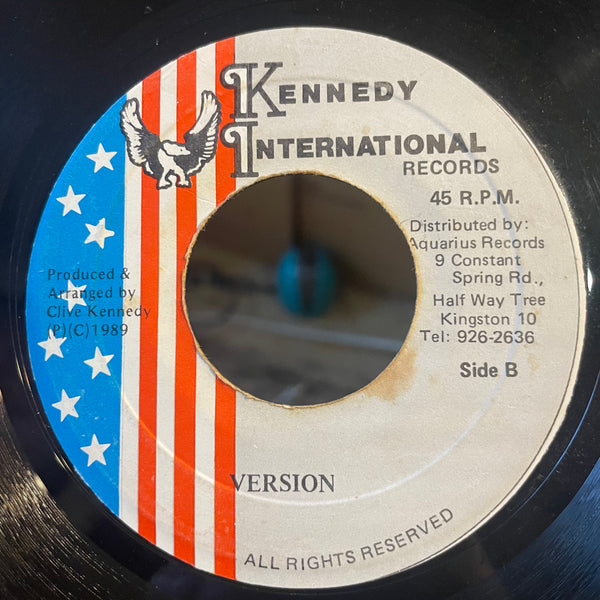 KENNEDY
INTERNATIONAL
RECORDS
45 R.P.M.
Distributed by:
Aquarius Records
9 Constant
Spring Rd.,
Half Way Tree
Kingston 10
Tel: 926-2636
Side B
Produced &
Arranged by
Clive Kennedy
(P)(C)1989
VERSION
ALL RIGHTS RESERVED